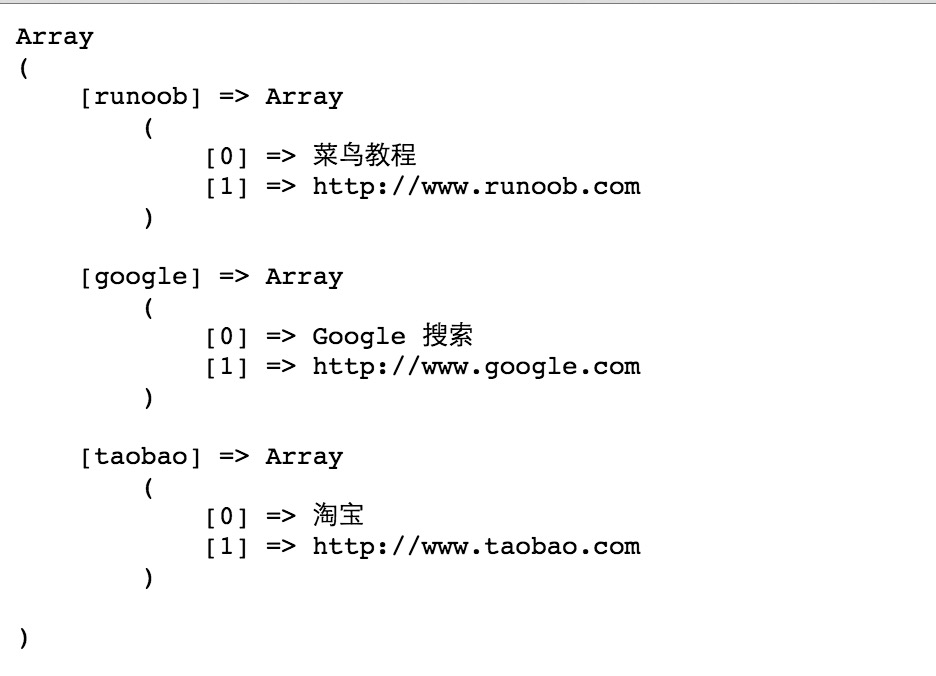 Array
(
    [runoob] => Array
        (
            [0] => 菜鸟教程
            [1] => http://www.runoob.com
        )

    [google] => Array
        (
            [0] => Google 搜索
            [1] => http://www.google.com
        )

    [taobao] => Array
        (
            [0] => 淘宝
            [1] => http://www.taobao.com
        )

)